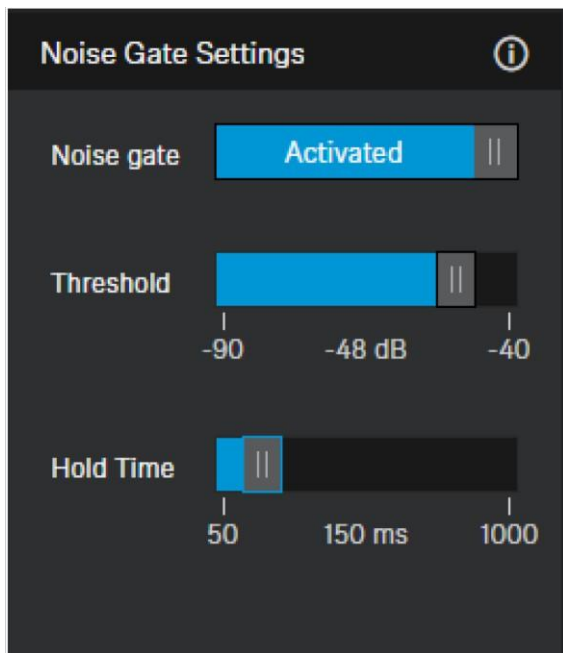 Noise Gate Settings
Noise gate Activated
Threshold
-90 -48 dB -40
Hold Time
50 150 ms 1000